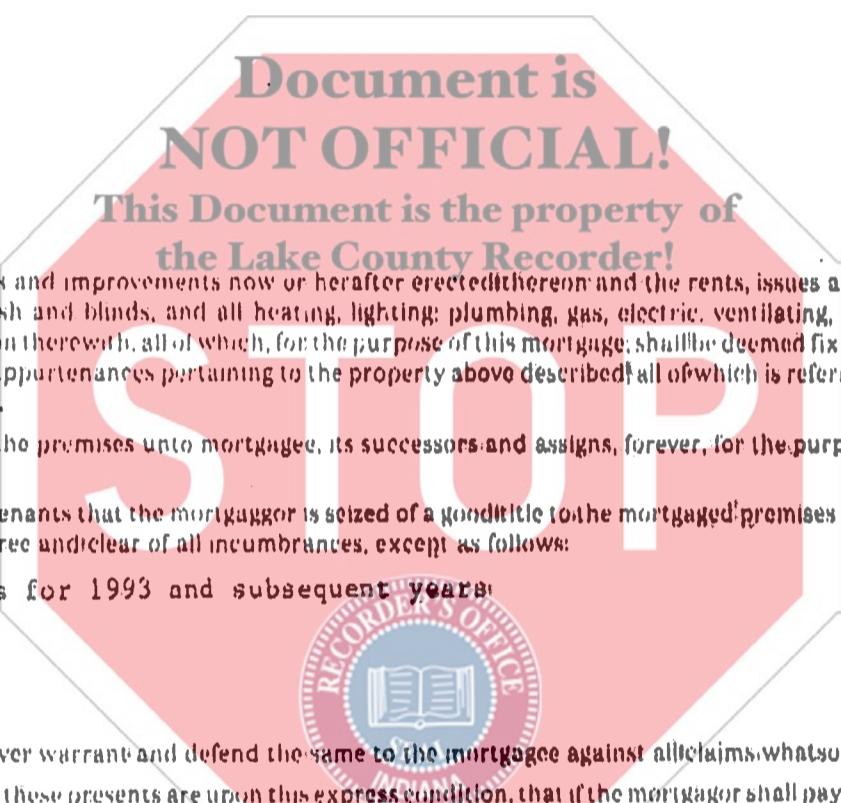 Document is
NOT OFFICIAL!
This Document is the property of
the Lake County Recorder!
s and improvements now or herafter erecteditherein and the rents, issues a
sh and blinds, and all heating, lighting; plumbing, gas, electric, ventilating,
n therewith, all of which, for the purpose of this mortgage; shalllbe deemed fix
ppurtenances pertaining to the property above described all of which is refer
he premises unto mortgagee, its successors and assigns, forever, for the purp
STOP
enants that the mortgaggor is seized of a good title to the mortgaged premises
ree and clear of all incumbrances, except as follows:
s for 1993 and subsequent years
RECORDER'S OFFICE
SEAL
INDIANA
ver warrant and defend the same to the mortgagee against all claims whatso
these presents are upon this express condition, that if the mortgagor shall pay